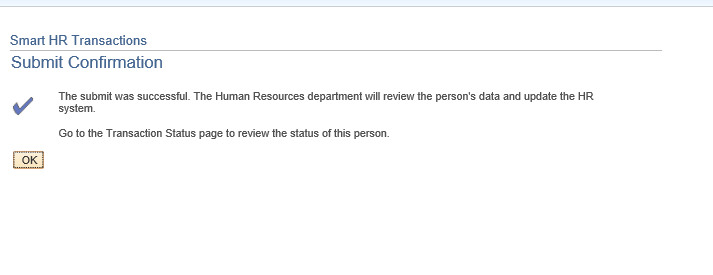 Smart HR Transactions
Submit Confirmation
The submit was successful. The Human Resources department will review the person's data and update the HR
system.
Go to the Transaction Status page to review the status of this person.
OK